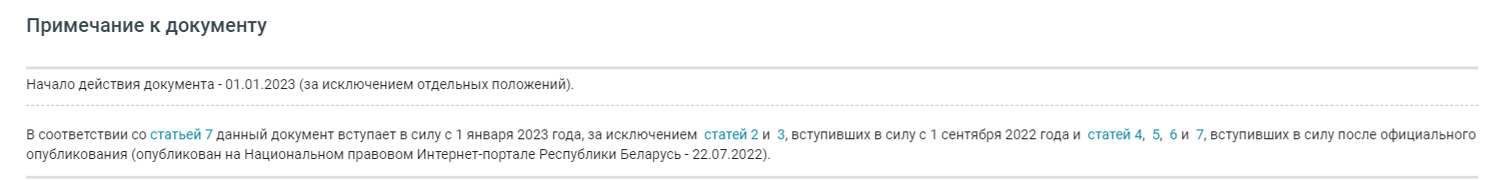 Примечание к документу
Начало действия документа - 01.01.2023 (за исключением отдельных положений).
В соответствии со статьей 7 данный документ вступает в силу с 1 января 2023 года, за исключением статей 2 и 3, вступивших в силу с 1 сентября 2022 года и статей 4, 5, 6 и 7, вступивших в силу после официального
опубликования (опубликован на Национальном правовом Интернет-портале Республики Беларусь - 22.07.2022).